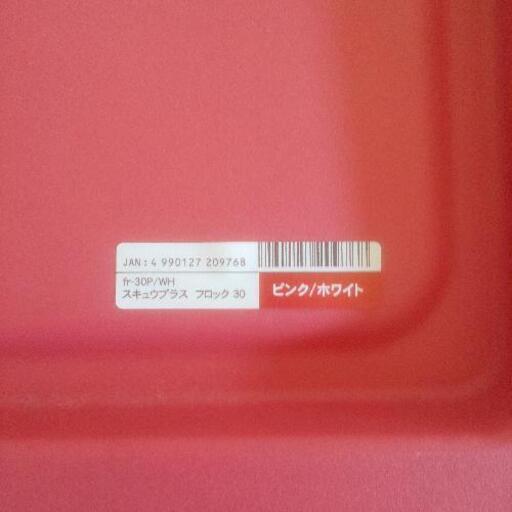 JAN：4 990127 209768
fr-30P/WH
スキュウプラス フロック 30
ピンク/ホワイト